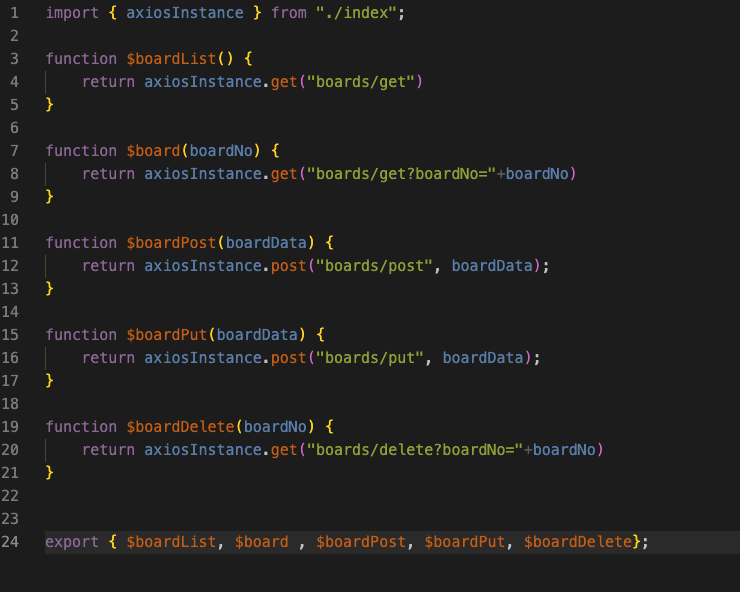 1 import { axiosInstance } from "./index";
2
3 function $boardList() {
4     return axiosInstance.get("boards/get")
5 }
6
7 function $board(boardNo) {
8     return axiosInstance.get("boards/get?boardNo="+boardNo)
9 }
10
11 function $boardPost(boardData) {
12     return axiosInstance.post("boards/post", boardData);
13 }
14
15 function $boardPut(boardData) {
16     return axiosInstance.post("boards/put", boardData);
17 }
18
19 function $boardDelete(boardNo) {
20     return axiosInstance.get("boards/delete?boardNo="+boardNo)
21 }
22
23
24 export { $boardList, $board , $boardPost, $boardPut, $boardDelete};